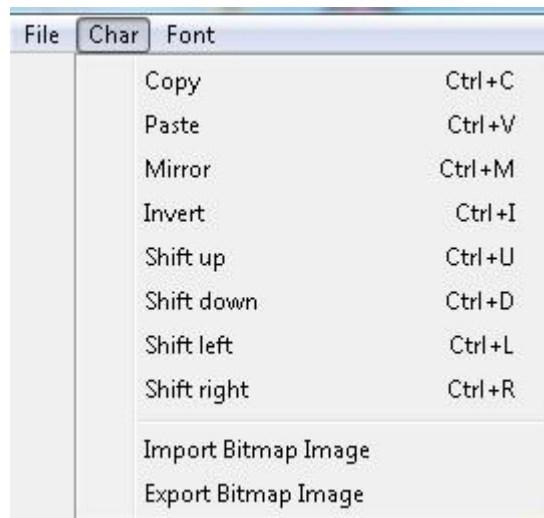 File Char Font
Copy Ctrl+C
Paste Ctrl+V
Mirror Ctrl+M
Invert Ctrl+I
Shift up Ctrl+U
Shift down Ctrl+D
Shift left Ctrl+L
Shift right Ctrl+R
Import Bitmap Image
Export Bitmap Image